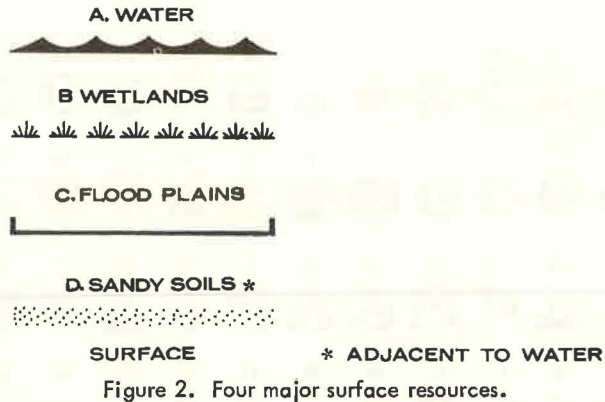 A. WATER
B WETLANDS
C. FLOOD PLAINS
D. SANDY SOILS *
SURFACE * ADJACENT TO WATER
Figure 2. Four major surface resources.